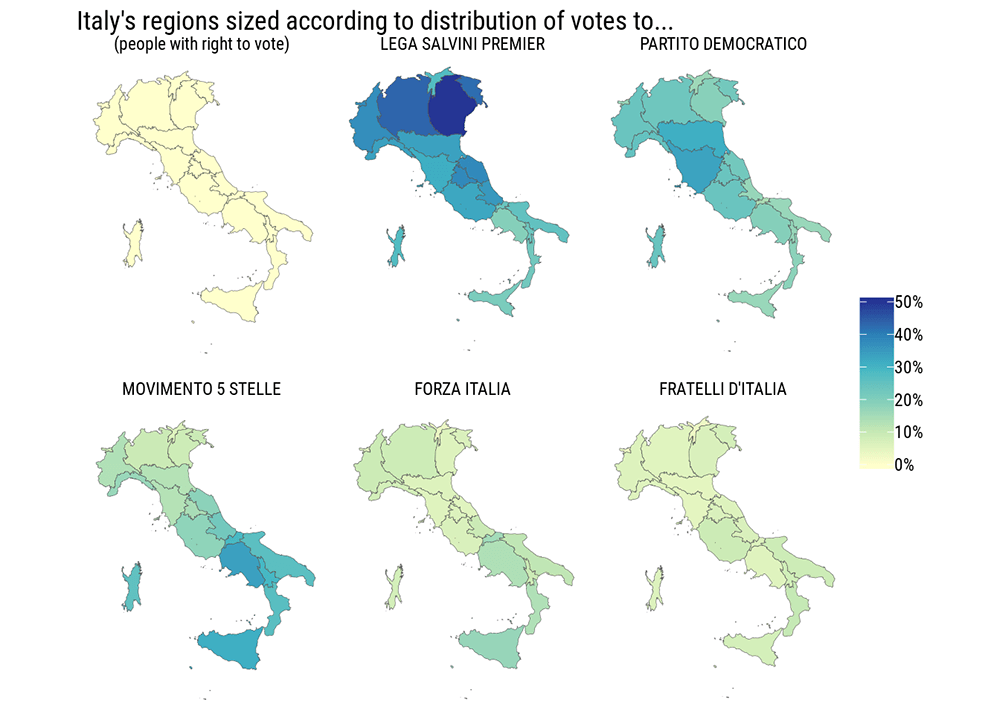 Italy's regions sized according to distribution of votes to...
(people with right to vote)
LEGA SALVINI PREMIER
PARTITO DEMOCRATICO
50%
40%
30%
20%
10%
0%
MOVIMENTO 5 STELLE
FORZA ITALIA
FRATELLI D'ITALIA